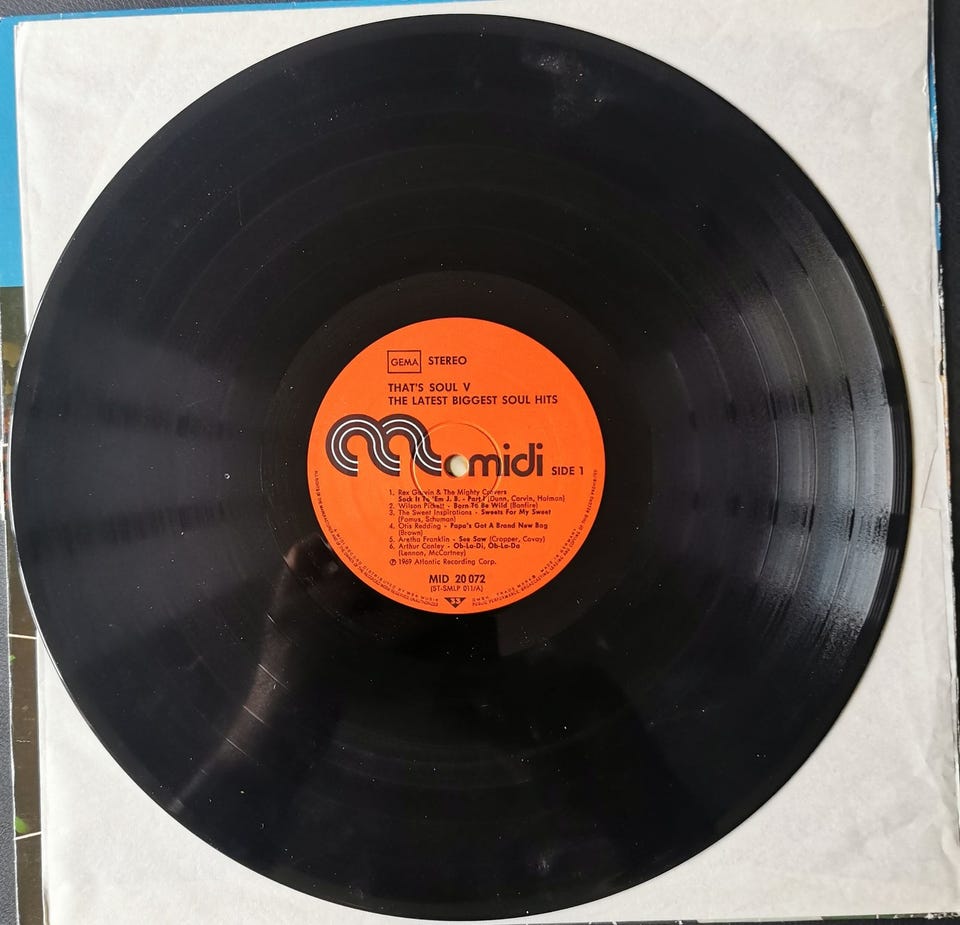 GEMA STEREO
THAT'S SOUL V
THE LATEST BIGGEST SOUL HITS
midi SIDE 1
1. Rex Garvin & The Mighty Cravers
Sock It To 'Em J. B. - Part I (Dunn, Carvin, Holman)
2. Wilson Pickett - Born To Be Wild (Bonfire)
3. The Sweet Inspirations - Sweets For My Sweet
(Pomus, Schuman)
4. Otis Redding - Papa's Got A Brand New Bag
(Brown)
5. Aretha Franklin - See Saw (Cropper, Covay)
6. Arthur Conley - Ob-La-Di, Ob-La-Da
(Lennon, McCartney)
℗ 1969 Atlantic Recording Corp.
MID 20 072
(ST-SMLP 011/A)
33